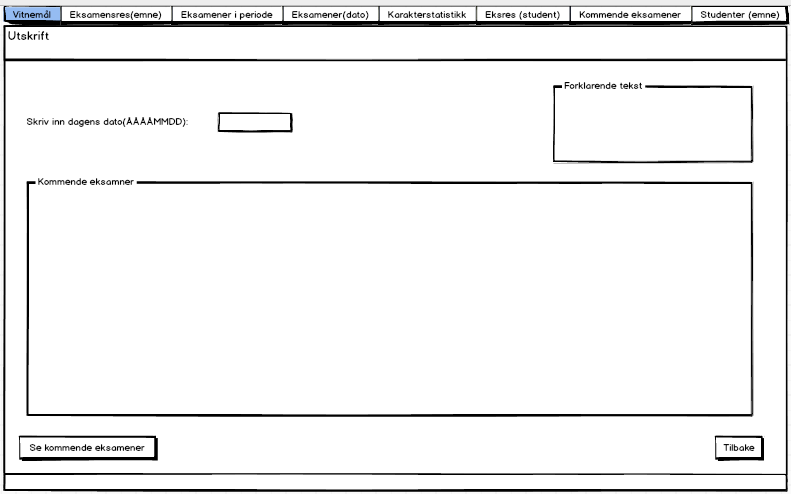 Vitnemål Eksamensres(emne) Eksamener i periode Eksamener(dato) Karakterstatistikk Eksres (student) Kommende eksamener Studenter (emne)
Utskrift
Forklarende tekst
Skriv inn dagens dato(ÅÅÅÅMMDD):
Kommende eksamner
Se kommende eksamener Tilbake